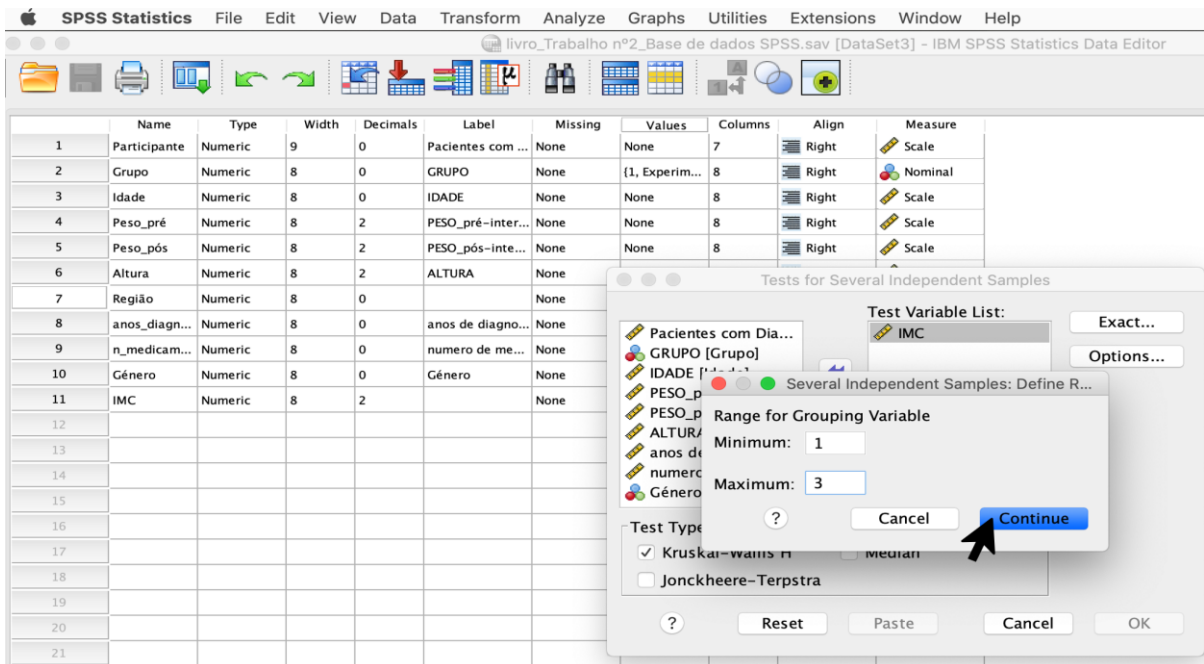 SPSS Statistics File Edit View Data Transform Analyze Graphs Utilities Extensions Window Help
livro_Trabalho nº2_Base de dados SPSS.sav [DataSet3] - IBM SPSS Statistics Data Editor
A
1 4
μ
Name Type Width Decimals Label Missing Values Columns Align Measure
1 Participante Numeric 9 0 Pacientes com ... None None 7 Right Scale
2 Grupo Numeric 8 0 GRUPO None {1, Experim... 8 Right Nominal
3 Idade Numeric 8 0 IDADE None None 8 Right Scale
4 Peso_pré Numeric 8 2 PESO_pré-inter... None None 8 Right Scale
5 Peso_pós Numeric 8 2 PESO_pós-inte... None None 8 Right Scale
6 Altura Numeric 8 2 ALTURA None
7 Região Numeric 8 0 None
8 anos_diagn... Numeric 8 0 anos de diagno... None
9 n_medicam... Numeric 8 0 numero de me... None
10 Género Numeric 8 0 Género None
11 IMC Numeric 8 2 None
12
13
14
15
16
17
18
19
20
21
Tests for Several Independent Samples
Test Variable List:
Pacientes com Dia...
GRUPO [Grupo]
IDADE
PESO_p
PESO_p
ALTURA
anos de
numero
Género
IMC
Exact...
Options...
Several Independent Samples: Define R...
Range for Grouping Variable
Minimum: 1
Maximum: 3
? Cancel Continue
Test Type
Kruskal-Wallis H Median
Jonckheere-Terpstra
? Reset Paste Cancel OK